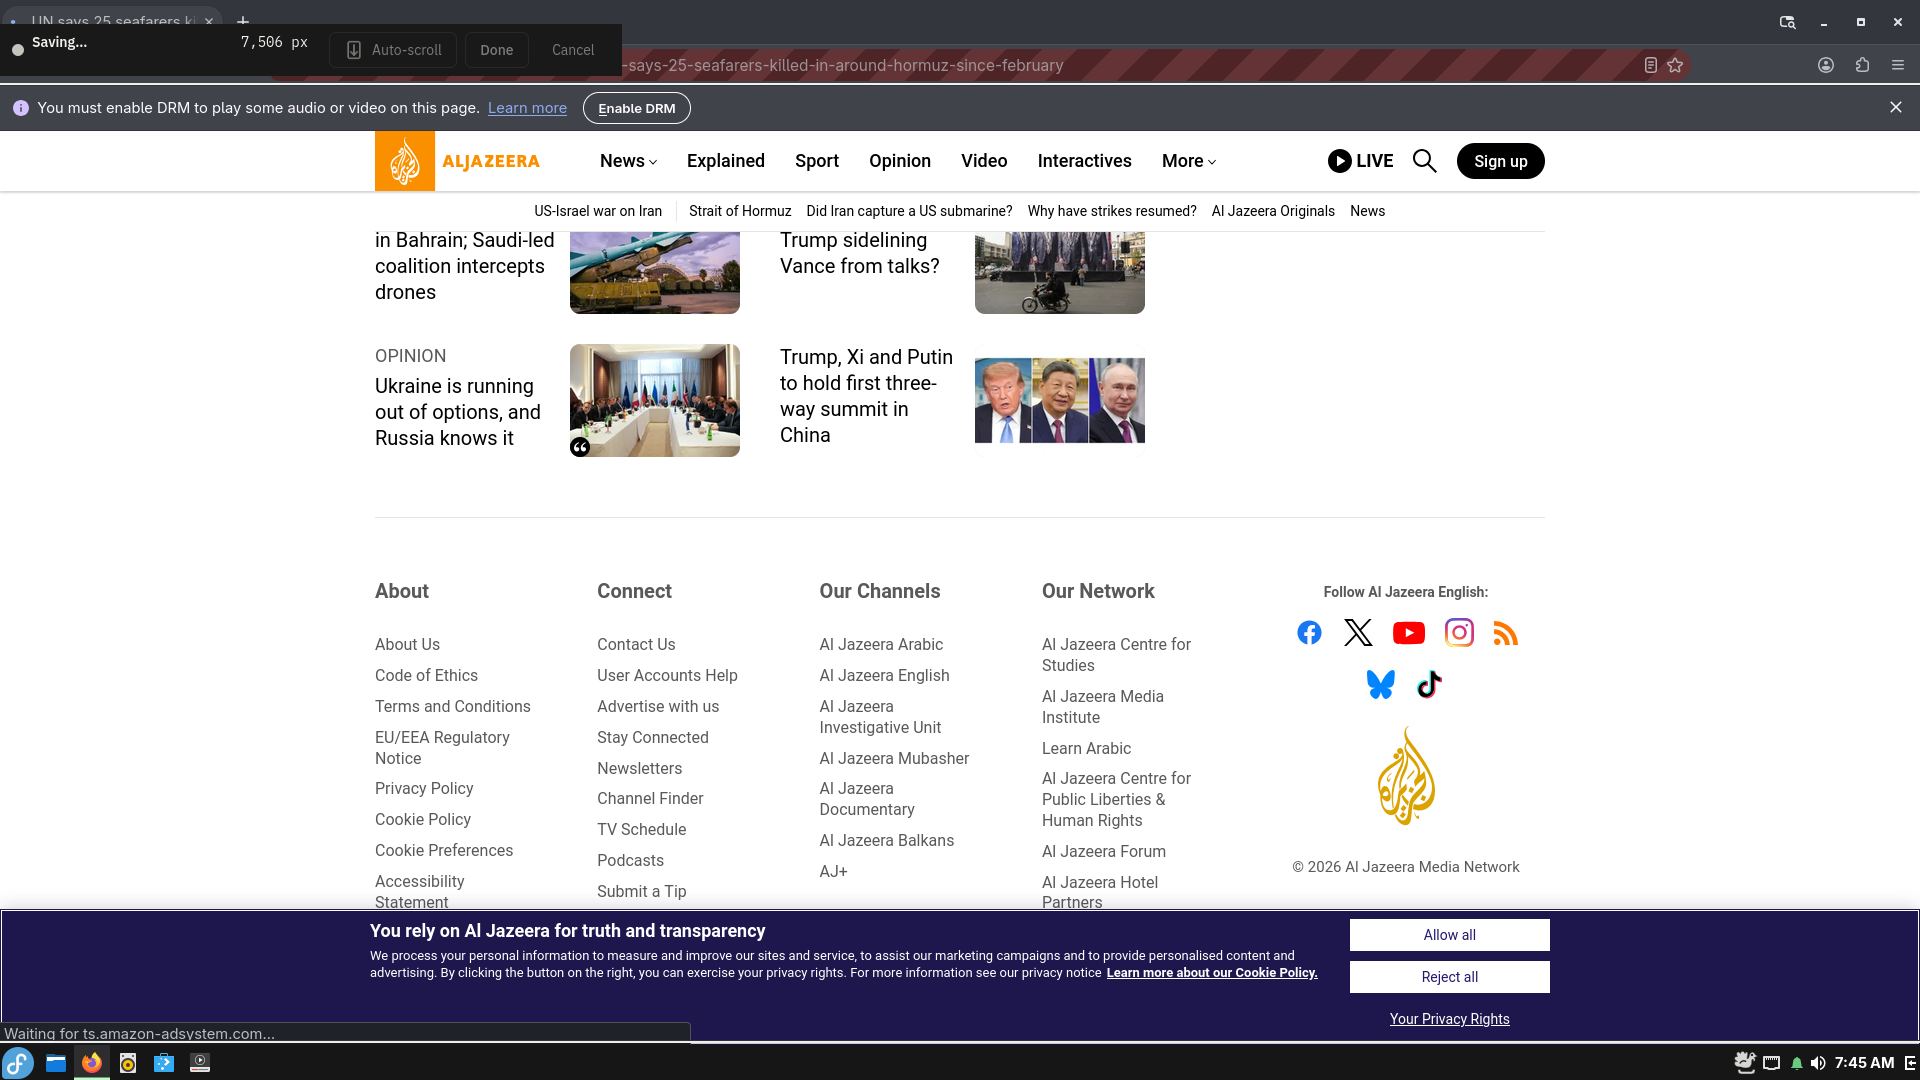 UN says 25 seafarers ki
Saving...
7,506 px
Auto-scroll
Done
Cancel
-says-25-seafarers-killed-in-around-hormuz-since-february
You must enable DRM to play some audio or video on this page. Learn more
Enable DRM
ALJAZEERA
News
Explained
Sport
Opinion
Video
Interactives
More
LIVE
Sign up
US-Israel war on Iran
Strait of Hormuz
Did Iran capture a US submarine?
Why have strikes resumed?
Al Jazeera Originals
News
in Bahrain; Saudi-led
coalition intercepts
drones
Trump sidelining
Vance from talks?
OPINION
Ukraine is running
out of options, and
Russia knows it
Trump, Xi and Putin
to hold first three-
way summit in
China
About
About Us
Code of Ethics
Terms and Conditions
EU/EEA Regulatory
Notice
Privacy Policy
Cookie Policy
Cookie Preferences
Accessibility
Statement
Connect
Contact Us
User Accounts Help
Advertise with us
Stay Connected
Newsletters
Channel Finder
TV Schedule
Podcasts
Submit a Tip
Our Channels
Al Jazeera Arabic
Al Jazeera English
Al Jazeera
Investigative Unit
Al Jazeera Mubasher
Al Jazeera
Documentary
Al Jazeera Balkans
AJ+
Our Network
Al Jazeera Centre for
Studies
Al Jazeera Media
Institute
Learn Arabic
Al Jazeera Centre for
Public Liberties &
Human Rights
Al Jazeera Forum
Al Jazeera Hotel
Partners
Follow Al Jazeera English:
© 2026 Al Jazeera Media Network
You rely on Al Jazeera for truth and transparency
We process your personal information to measure and improve our sites and service, to assist our marketing campaigns and to provide personalised content and
advertising. By clicking the button on the right, you can exercise your privacy rights. For more information see our privacy notice Learn more about our Cookie Policy.
Allow all
Reject all
Your Privacy Rights
Waiting for ts.amazon-adsystem.com...
7:45 AM